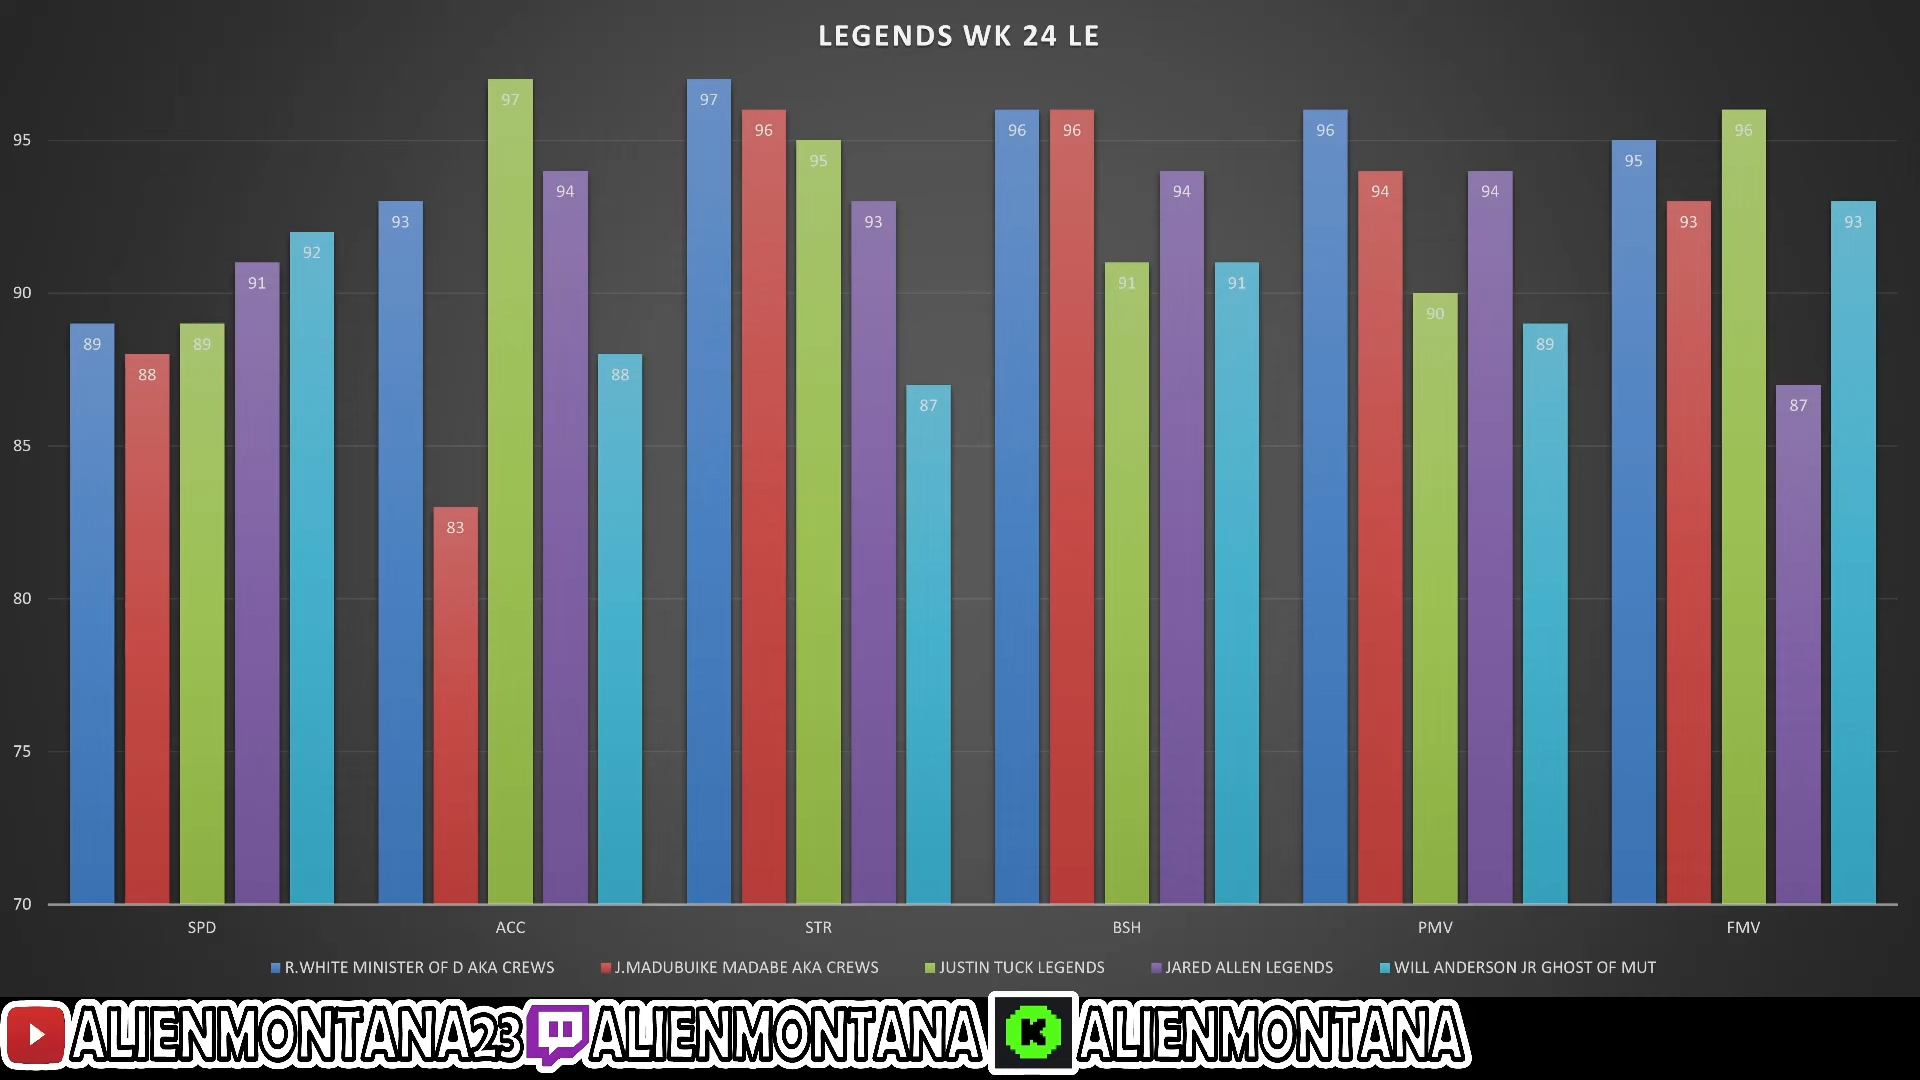 LEGENDS WK 24 LE
97 97
96 96 96 96 96
95 95 95
94 94 94 94
93 93 93 93
92
91 91 91 91
90 90
89 89 89
88 88
87 87
85
83
80
75
70
SPD ACC STR BSH PMV FMV
R.WHITE MINISTER OF D AKA CREWS J.MADUBUIKE MADABE AKA CREWS JUSTIN TUCK LEGENDS JARED ALLEN LEGENDS WILL ANDERSON JR GHOST OF MUT
ALIENMONTANA23 ALIENMONTANA K ALIENMONTANA